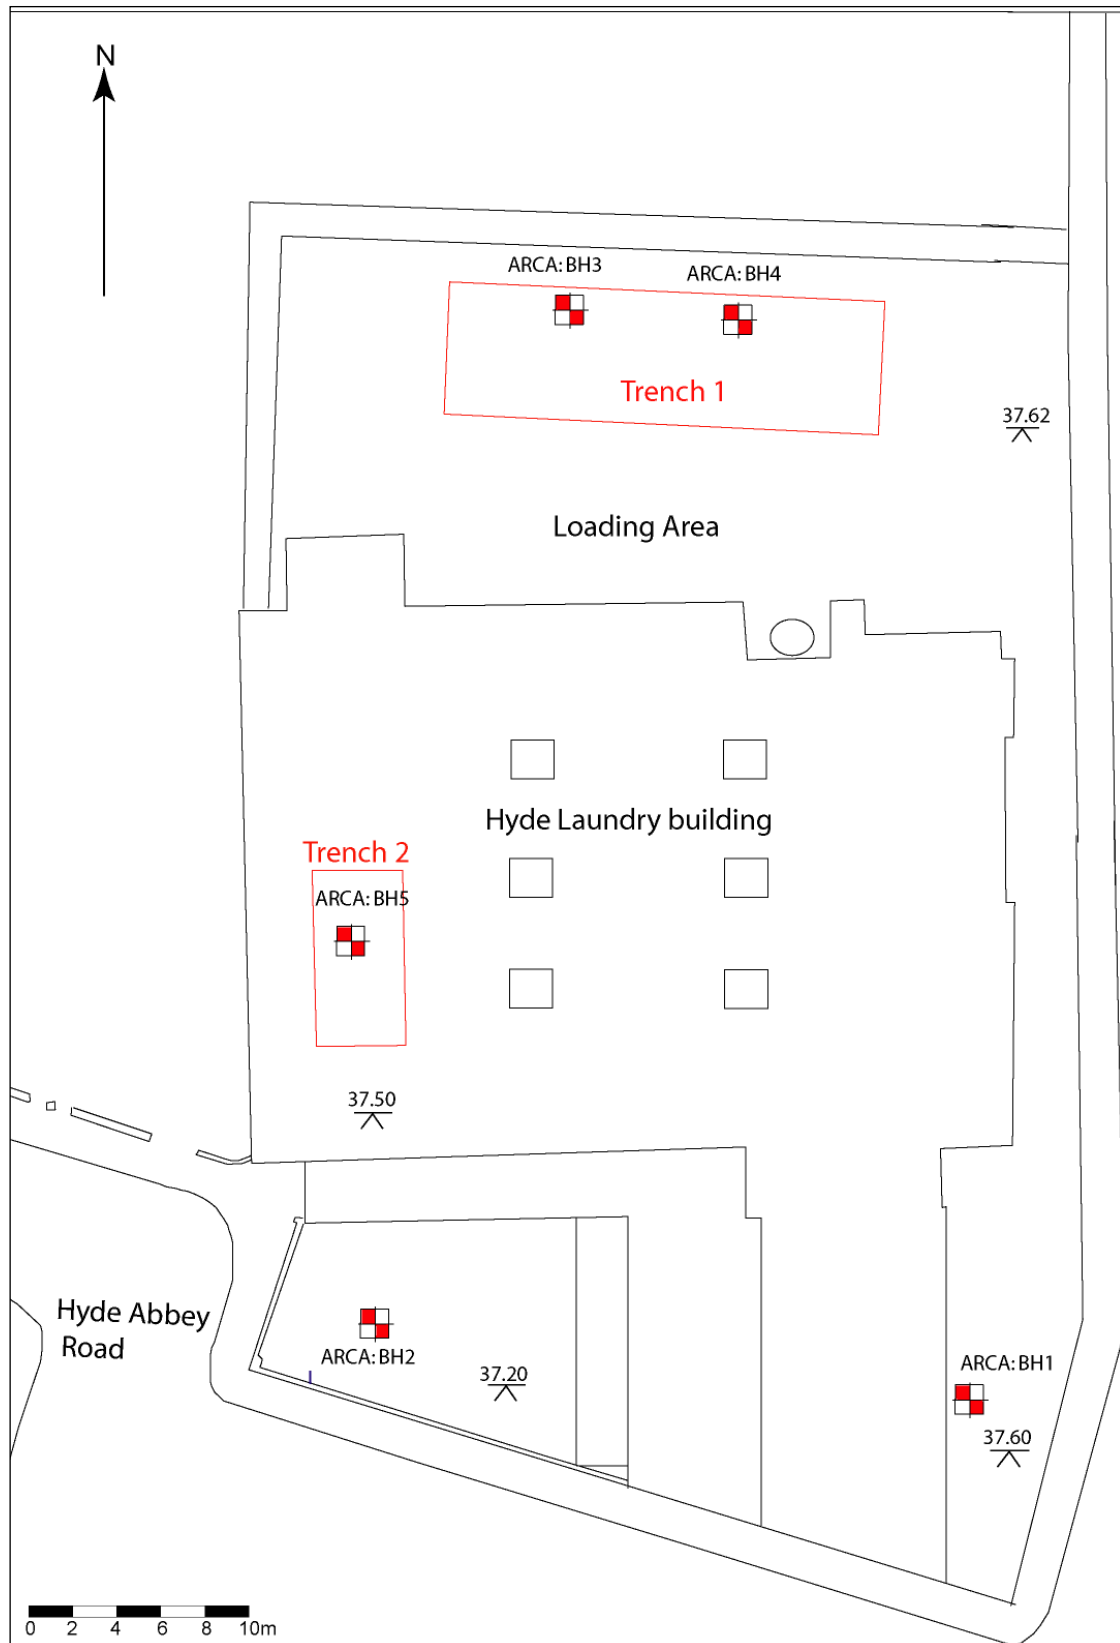 N
ARCA: BH3
ARCA: BH4
Trench 1
37.62
Loading Area
Hyde Laundry building
Trench 2
ARCA: BH5
37.50
Hyde Abbey
Road
ARCA: BH2
37.20
ARCA: BH1
37.60
0 2 4 6 8 10m